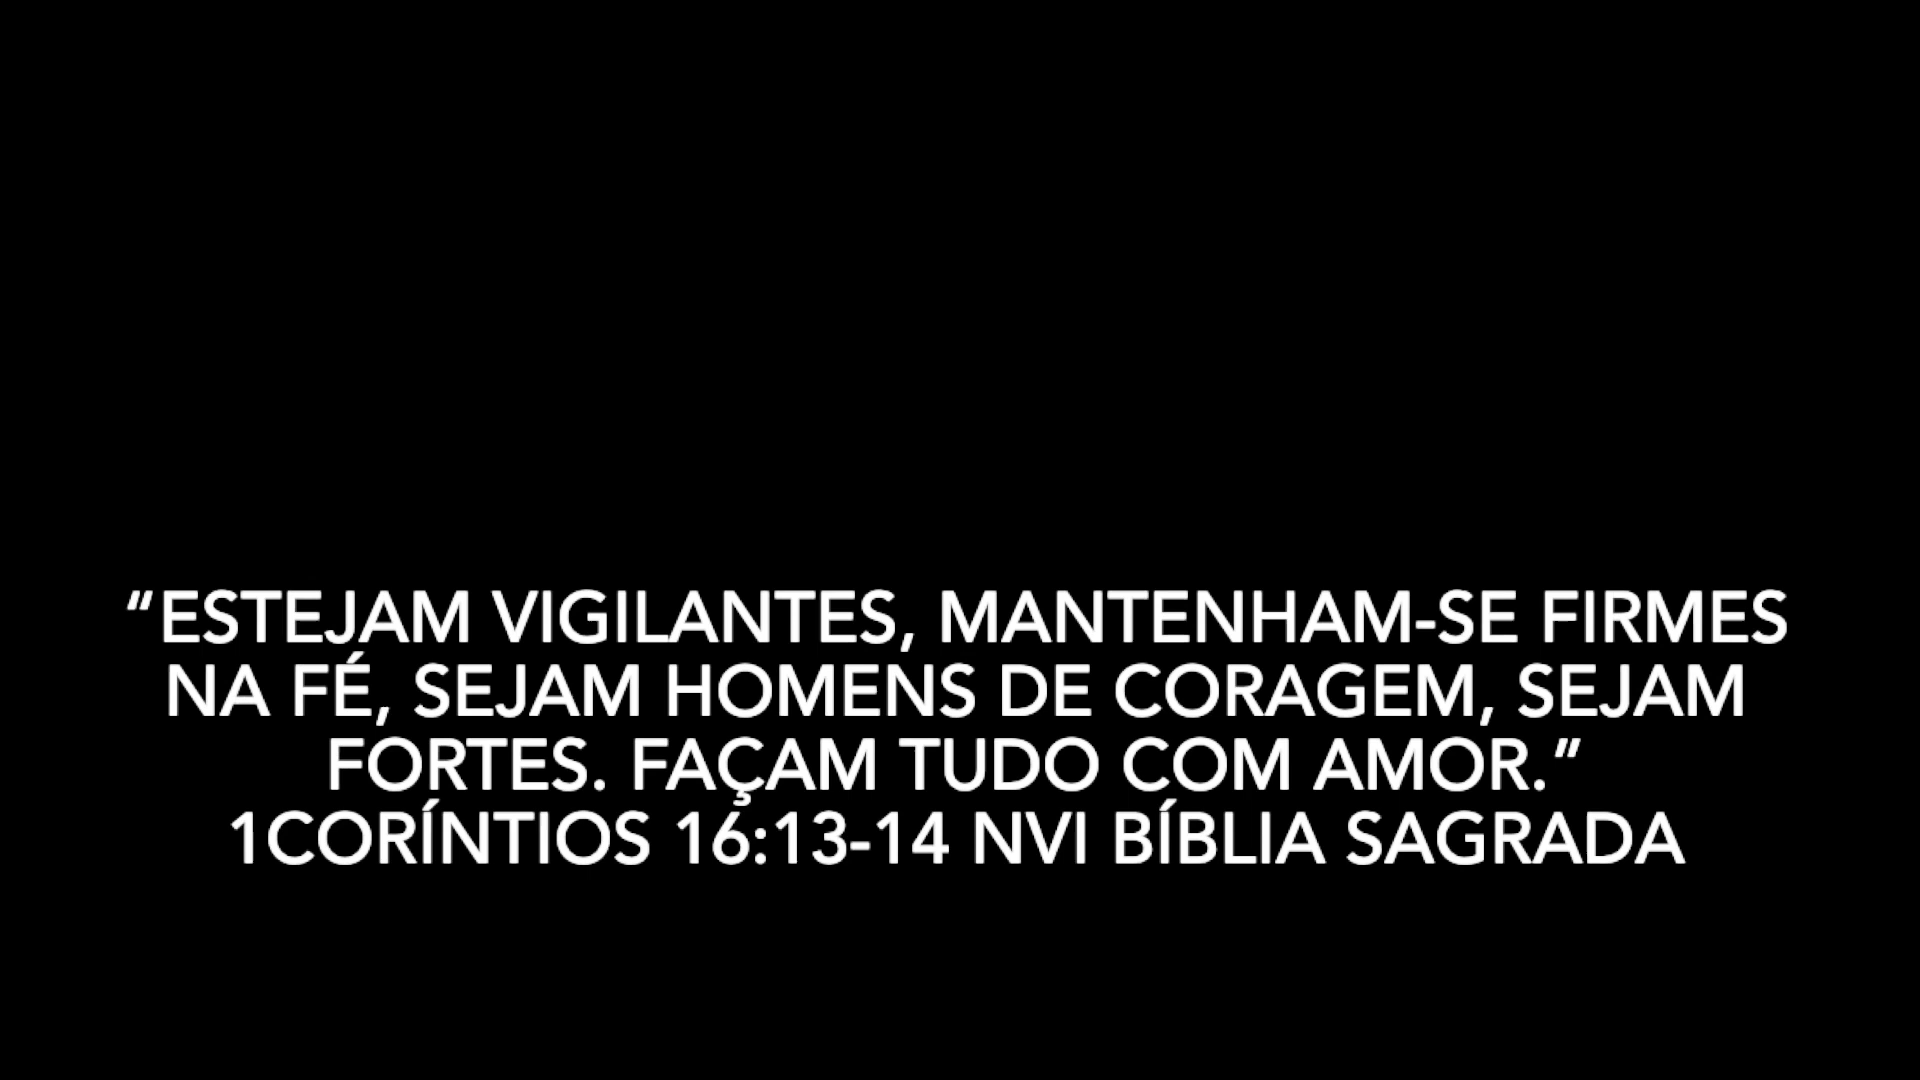 “ESTEJAM VIGILANTES, MANTENHAM-SE FIRMES
NA FÉ, SEJAM HOMENS DE CORAGEM, SEJAM
FORTES. FAÇAM TUDO COM AMOR.”
1CORÍNTIOS 16:13-14 NVI BÍBLIA SAGRADA